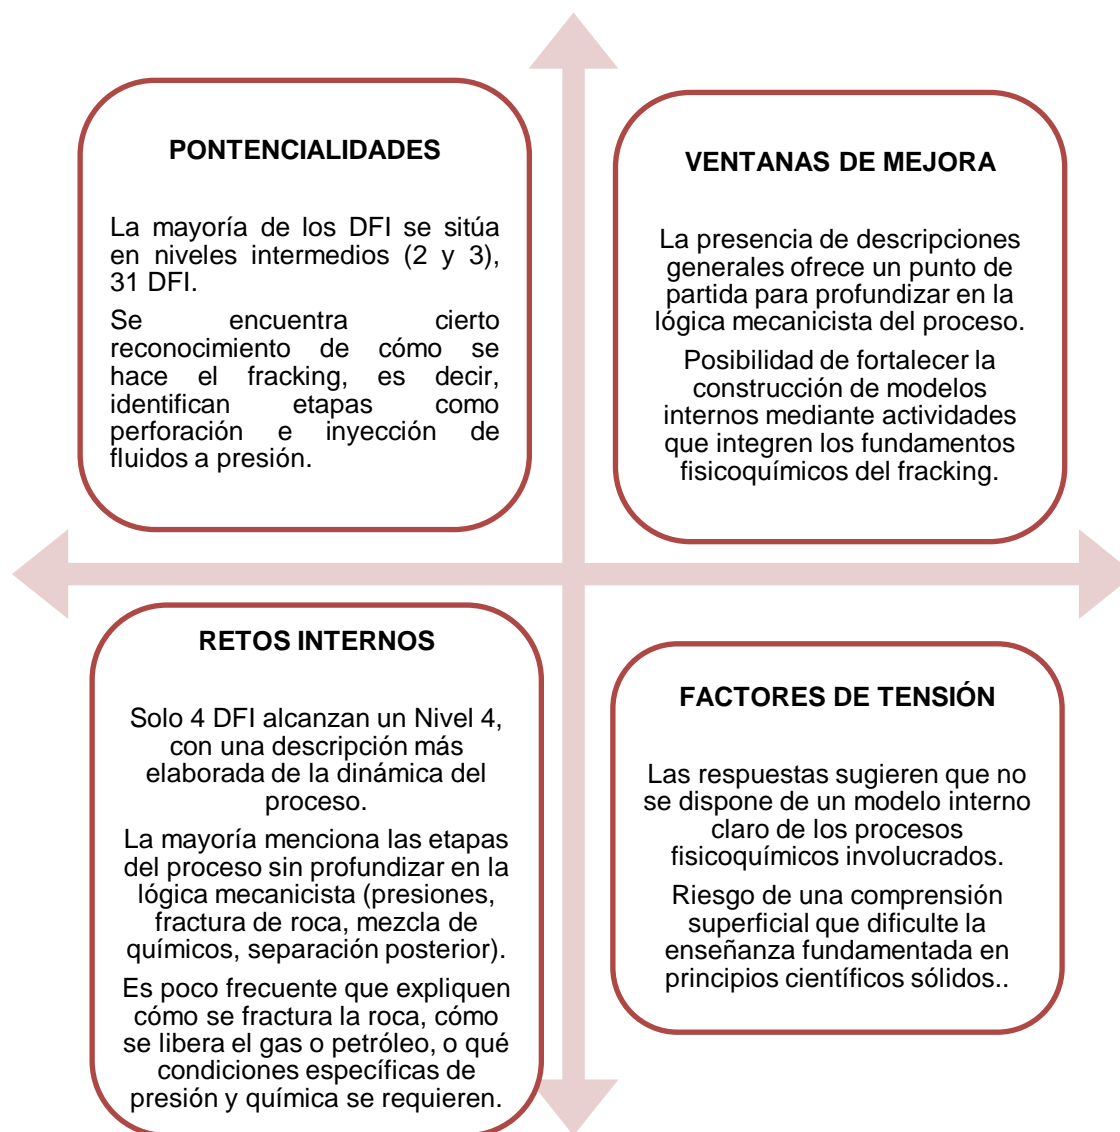 PONTENCIALIDADES
La mayoría de los DFI se sitúa
en niveles intermedios (2 y 3),
31 DFI.
Se encuentra cierto
reconocimiento de cómo se
hace el fracking, es decir,
identifican etapas como
perforación e inyección de
fluidos a presión.
VENTANAS DE MEJORA
La presencia de descripciones
generales ofrece un punto de
partida para profundizar en la
lógica mecanicista del proceso.
Posibilidad de fortalecer la
construcción de modelos
internos mediante actividades
que integren los fundamentos
fisicoquímicos del fracking.
RETOS INTERNOS
Solo 4 DFI alcanzan un Nivel 4,
con una descripción más
elaborada de la dinámica del
proceso.
La mayoría menciona las etapas
del proceso sin profundizar en la
lógica mecanicista (presiones,
fractura de roca, mezcla de
químicos, separación posterior).
Es poco frecuente que expliquen
cómo se fractura la roca, cómo
se libera el gas o petróleo, o qué
condiciones específicas de
presión y química se requieren.
FACTORES DE TENSIÓN
Las respuestas sugieren que no
se dispone de un modelo interno
claro de los procesos
fisicoquímicos involucrados.
Riesgo de una comprensión
superficial que dificulte la
enseñanza fundamentada en
principios científicos sólidos..